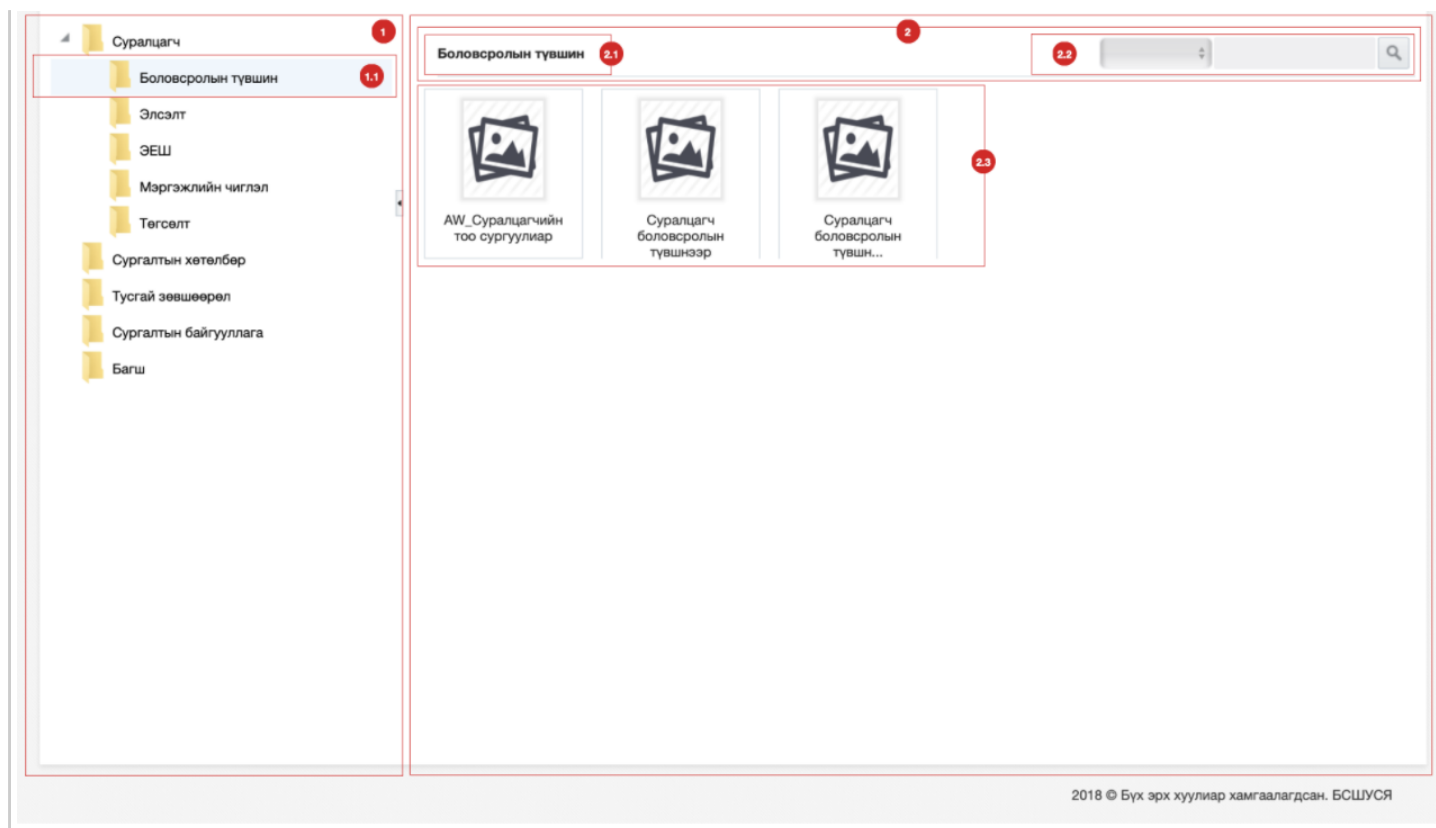 1
Суралцагч
Боловсролын түвшин
1.1
Элсэлт
ЭЕШ
Мэргэжлийн чиглэл
Төгсөлт
Сургалтын хөтөлбөр
Тусгай зөвшөөрөл
Сургалтын байгууллага
Багш
2
Боловсролын түвшин
2.1
2.2
2.3
AW_Суралцагчийн
тоо сургуулиар
Суралцагч
боловсролын
түвшнээр
Суралцагч
боловсролын
түвшн...
2018 © Бүх эрх хуулиар хамгаалагдсан. БСШУСЯ